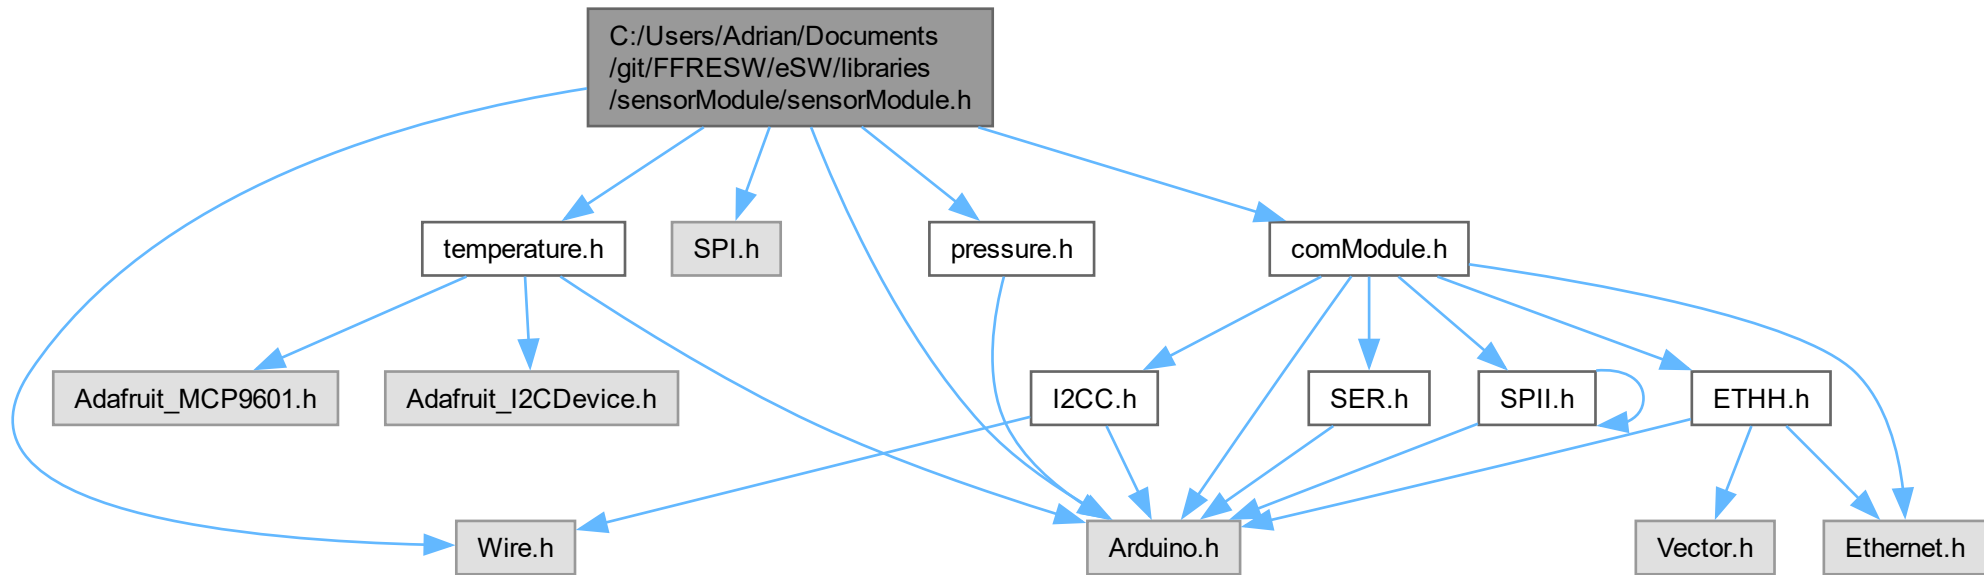 C:/Users/Adrian/Documents
/git/FFRESW/eSW/libraries
/sensorModule/sensorModule.h
temperature.h
SPI.h
pressure.h
comModule.h
Adafruit_MCP9601.h
Adafruit_I2CDevice.h
I2CC.h
SER.h
SPII.h
ETHH.h
Wire.h
Arduino.h
Vector.h
Ethernet.h